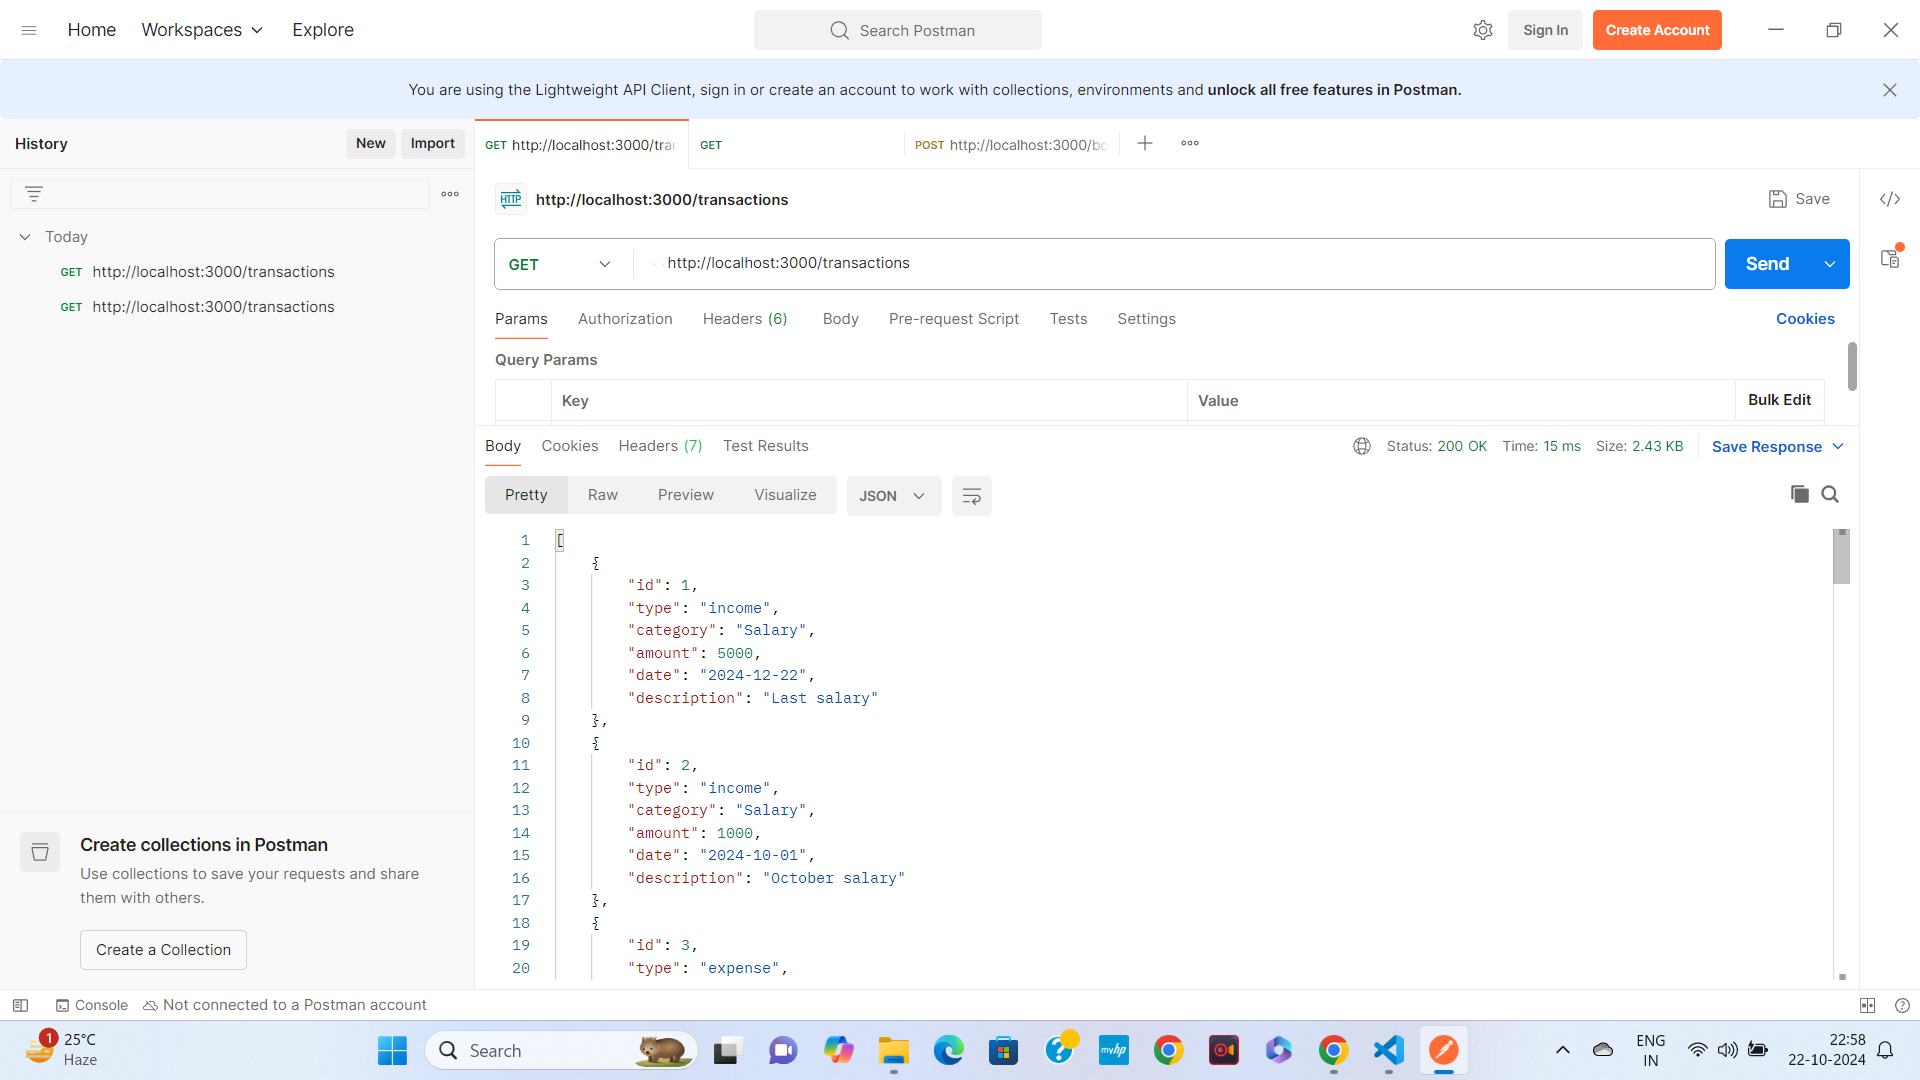 Home Workspaces Explore Search Postman Sign In Create Account
You are using the Lightweight API Client, sign in or create an account to work with collections, environments and unlock all free features in Postman.
History New Import
GET http://localhost:3000/tra GET POST http://localhost:3000/bo
HTTP http://localhost:3000/transactions Save
Today
GET http://localhost:3000/transactions
GET http://localhost:3000/transactions
GET http://localhost:3000/transactions Send
Params Authorization Headers (6) Body Pre-request Script Tests Settings Cookies
Query Params
Key Value Bulk Edit
Body Cookies Headers (7) Test Results Status: 200 OK Time: 15 ms Size: 2.43 KB Save Response
Pretty Raw Preview Visualize JSON
1 [
2 {
3 "id": 1,
4 "type": "income",
5 "category": "Salary",
6 "amount": 5000,
7 "date": "2024-12-22",
8 "description": "Last salary"
9 },
10 {
11 "id": 2,
12 "type": "income",
13 "category": "Salary",
14 "amount": 1000,
15 "date": "2024-10-01",
16 "description": "October salary"
17 },
18 {
19 "id": 3,
20 "type": "expense",
Create collections in Postman
Use collections to save your requests and share
them with others.
Create a Collection
Console Not connected to a Postman account
1 25°C
Haze
Search
myhp
ENG
IN
22:58
22-10-2024